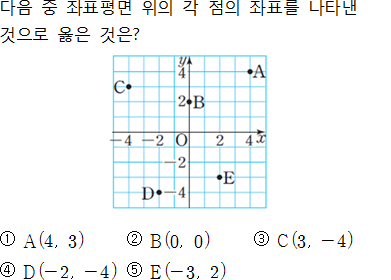 다음 중 좌표평면 위의 각 점의 좌표를 나타낸
것으로 옳은 것은?
y
4
A
C
2
B
-4 -2 O 2 4 x
-2
E
D
-4
① A(4, 3) ② B(0, 0) ③ C(3, -4)
④ D(-2, -4) ⑤ E(-3, 2)